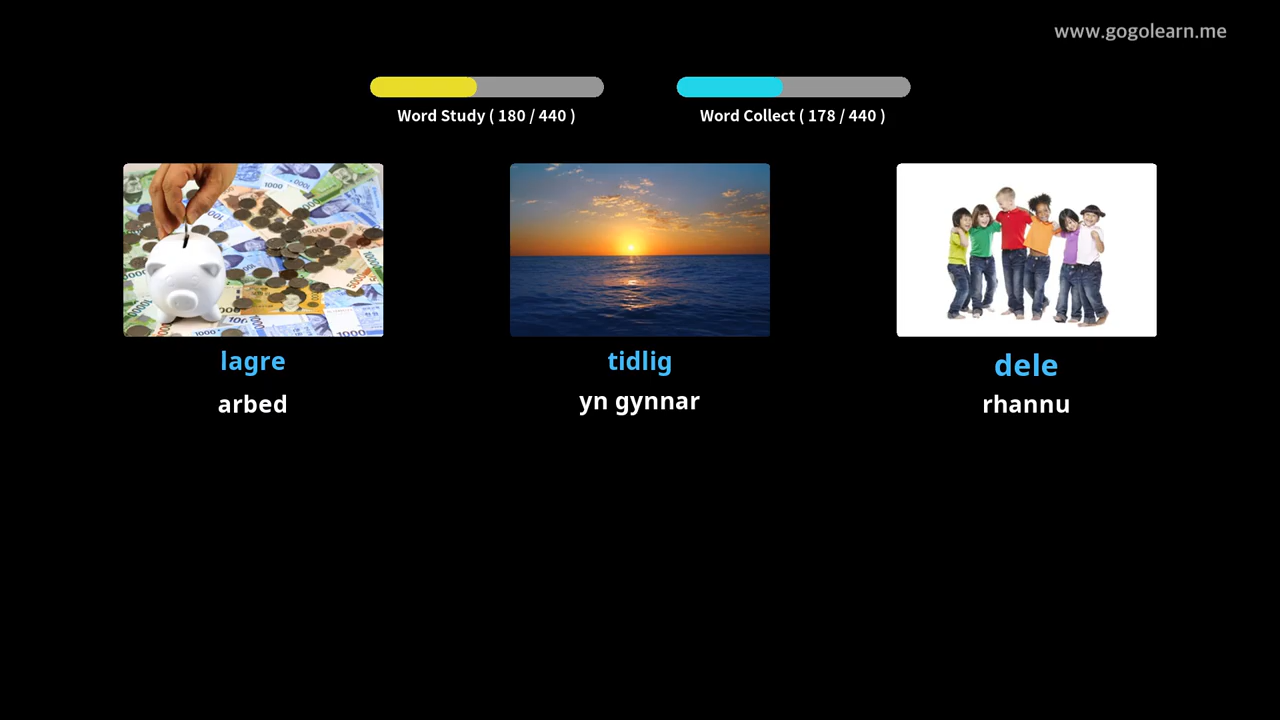 www.gogolearn.me
Word Study ( 180 / 440 )
Word Collect ( 178 / 440 )
lagre
tidlig
dele
arbed
yn gynnar
rhannu